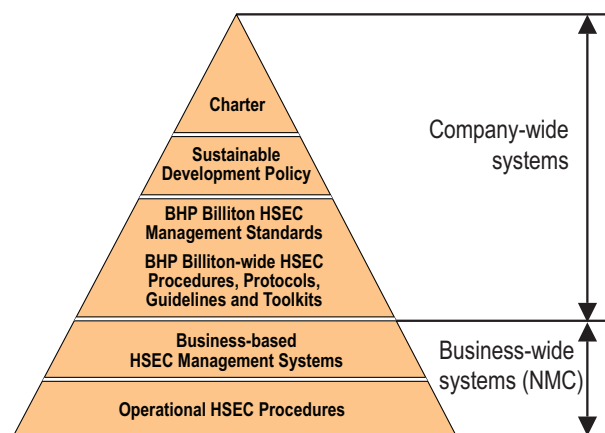 Charter
Sustainable
Development Policy
BHP Billiton HSEC
Management Standards
BHP Billiton-wide HSEC
Procedures, Protocols,
Guidelines and Toolkits
Business-based
HSEC Management Systems
Operational HSEC Procedures
Company-wide
systems
Business-wide
systems (NMC)